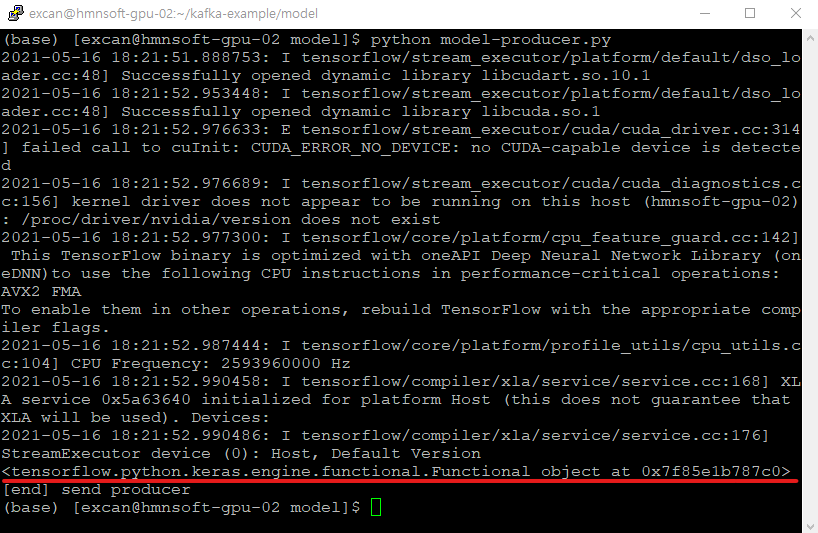 excan@hmnsoft-gpu-02:~/kafka-example/model
(base) [excan@hmnsoft-gpu-02 model]$ python model-producer.py
2021-05-16 18:21:51.888753: I tensorflow/stream_executor/platform/default/dso_lo
ader.cc:48] Successfully opened dynamic library libcudart.so.10.1
2021-05-16 18:21:52.953448: I tensorflow/stream_executor/platform/default/dso_lo
ader.cc:48] Successfully opened dynamic library libcuda.so.1
2021-05-16 18:21:52.976633: E tensorflow/stream_executor/cuda/cuda_driver.cc:314
] failed call to cuInit: CUDA_ERROR_NO_DEVICE: no CUDA-capable device is detecte
d
2021-05-16 18:21:52.976689: I tensorflow/stream_executor/cuda/cuda_diagnostics.c
c:156] kernel driver does not appear to be running on this host (hmnsoft-gpu-02)
: /proc/driver/nvidia/version does not exist
2021-05-16 18:21:52.977300: I tensorflow/core/platform/cpu_feature_guard.cc:142]
 This TensorFlow binary is optimized with oneAPI Deep Neural Network Library (on
eDNN)to use the following CPU instructions in performance-critical operations:
AVX2 FMA
To enable them in other operations, rebuild TensorFlow with the appropriate comp
iler flags.
2021-05-16 18:21:52.987444: I tensorflow/core/platform/profile_utils/cpu_utils.c
c:104] CPU Frequency: 2593960000 Hz
2021-05-16 18:21:52.990458: I tensorflow/compiler/xla/service/service.cc:168] XL
A service 0x5a63640 initialized for platform Host (this does not guarantee that
XLA will be used). Devices:
2021-05-16 18:21:52.990486: I tensorflow/compiler/xla/service/service.cc:176]
StreamExecutor device (0): Host, Default Version
<tensorflow.python.keras.engine.functional.Functional object at 0x7f85e1b787c0>
[end] send producer
(base) [excan@hmnsoft-gpu-02 model]$